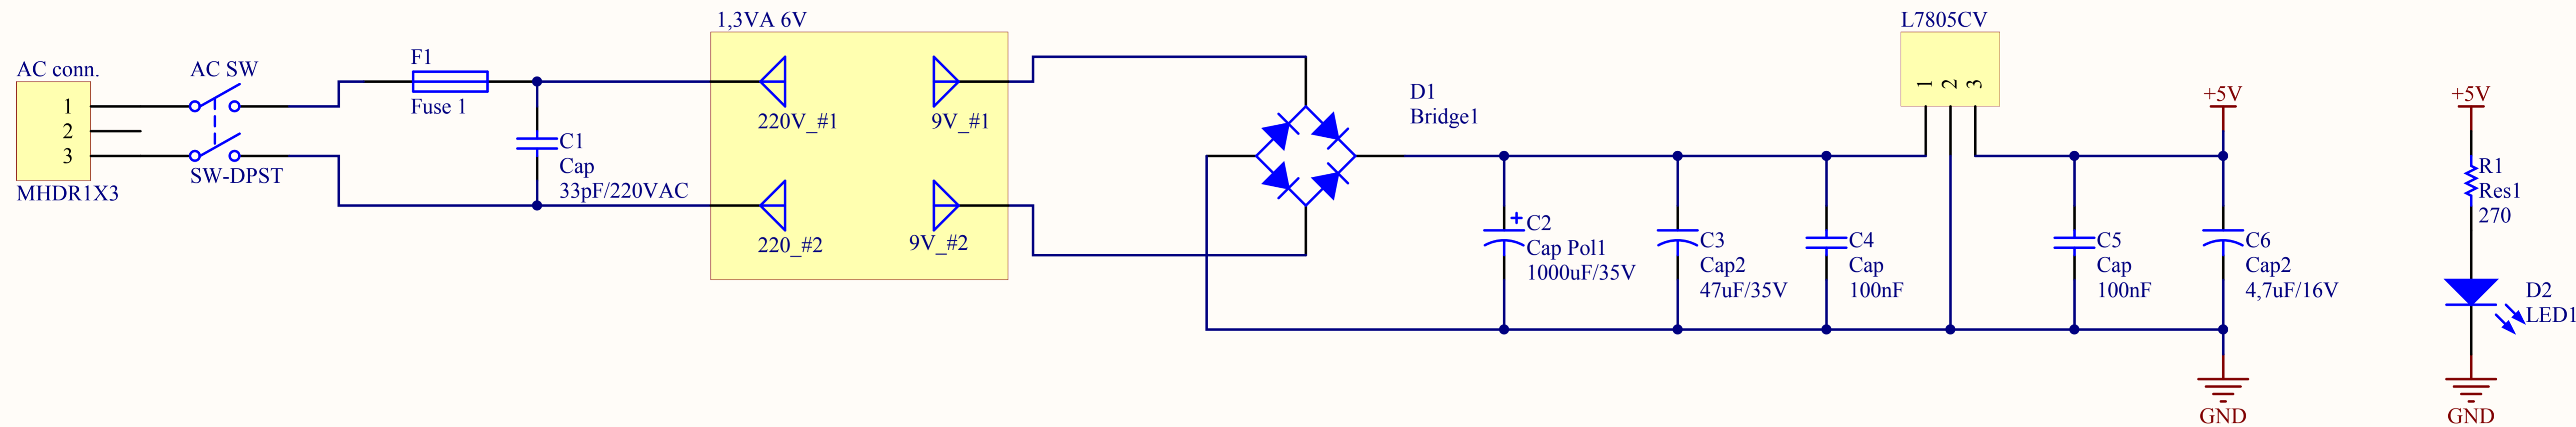 AC conn.
1
2
3
MHDR1X3
AC SW
SW-DPST
F1
Fuse 1
C1
Cap
33pF/220VAC
1,3VA 6V
220V_#1
9V_#1
220_#2
9V_#2
D1
Bridge1
C2
Cap Pol1
1000uF/35V
C3
Cap2
47uF/35V
C4
Cap
100nF
L7805CV
1
2
3
C5
Cap
100nF
+5V
C6
Cap2
4,7uF/16V
GND
+5V
R1
Res1
270
D2
LED1
GND